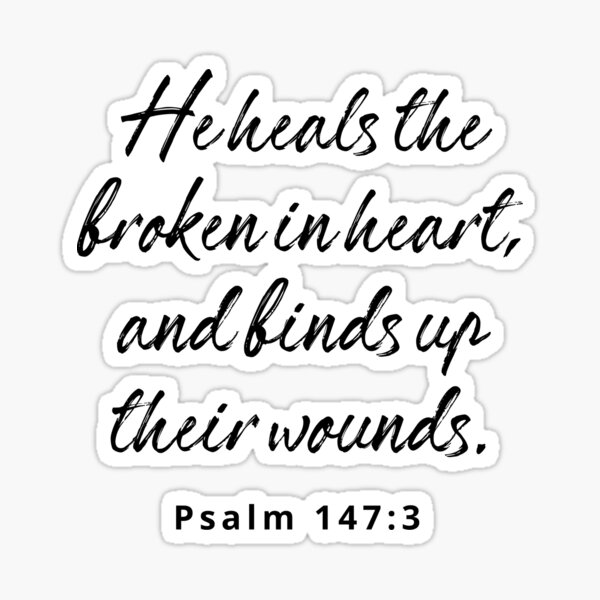 He heals the
broken in heart,
and binds up
their wounds.
Psalm 147:3